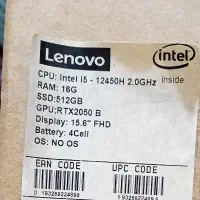 Lenovo
intel
inside
CPU: Intel i5 - 12450H 2.0GHz
RAM: 16G
SSD:512GB
GPU:RTX2050 B
Display: 15.6" FHD
Battery: 4Cell
OS: NO OS
EAN CODE UPC CODE